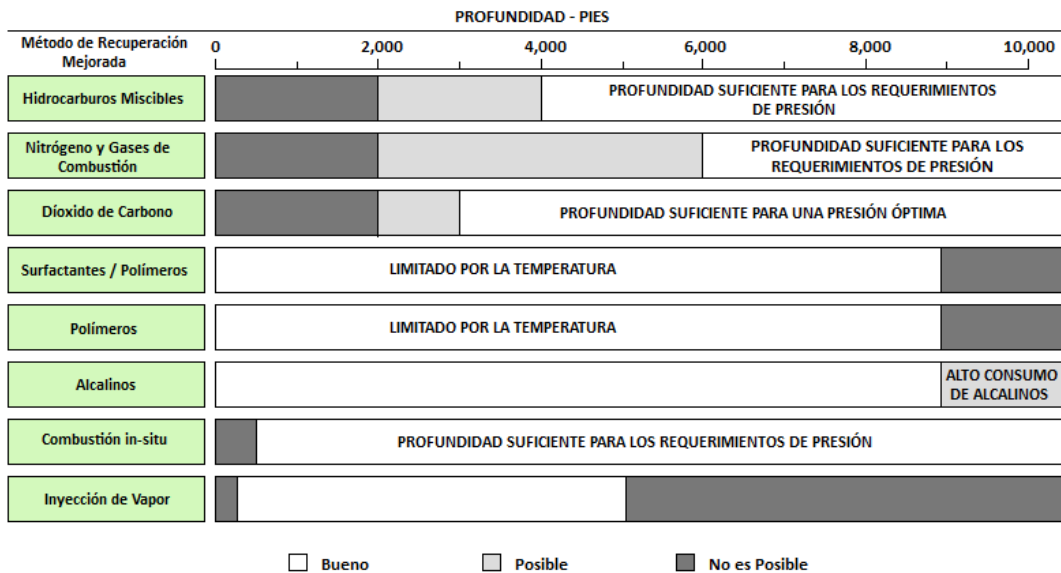 PROFUNDIDAD - PIES
Método de Recuperación
Mejorada
0
2,000
4,000
6,000
8,000
10,000
Hidrocarburos Miscibles
PROFUNDIDAD SUFICIENTE PARA LOS REQUERIMIENTOS
DE PRESIÓN
Nitrógeno y Gases de
Combustión
PROFUNDIDAD SUFICIENTE PARA LOS
REQUERIMIENTOS DE PRESIÓN
Díoxido de Carbono
PROFUNDIDAD SUFICIENTE PARA UNA PRESIÓN ÓPTIMA
Surfactantes / Polímeros
LIMITADO POR LA TEMPERATURA
Polímeros
LIMITADO POR LA TEMPERATURA
Alcalinos
ALTO CONSUMO
DE ALCALINOS
Combustión in-situ
PROFUNDIDAD SUFICIENTE PARA LOS REQUERIMIENTOS DE PRESIÓN
Inyección de Vapor
Bueno
Posible
No es Posible